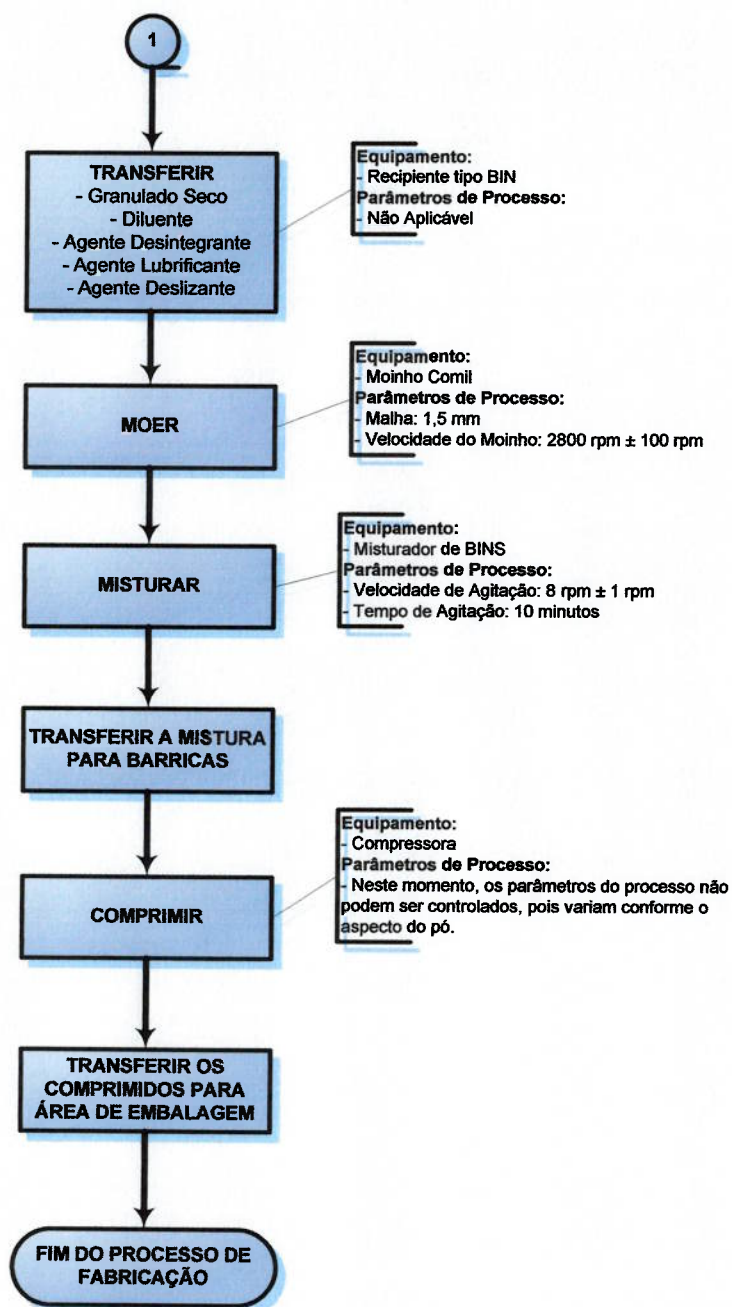 1
TRANSFERIR
- Granulado Seco
- Diluente
- Agente Desintegrante
- Agente Lubrificante
- Agente Deslizante
Equipamento:
- Recipiente tipo BIN
Parâmetros de Processo:
- Não Aplicável
MOER
Equipamento:
- Moinho Comil
Parâmetros de Processo:
- Malha: 1,5 mm
- Velocidade do Moinho: 2800 rpm ± 100 rpm
MISTURAR
Equipamento:
- Misturador de BINS
Parâmetros de Processo:
- Velocidade de Agitação: 8 rpm ± 1 rpm
- Tempo de Agitação: 10 minutos
TRANSFERIR A MISTURA
PARA BARRICAS
COMPRIMIR
Equipamento:
- Compressora
Parâmetros de Processo:
- Neste momento, os parâmetros do processo não
podem ser controlados, pois variam conforme o
aspecto do pó.
TRANSFERIR OS
COMPRIMIDOS PARA
ÁREA DE EMBALAGEM
FIM DO PROCESSO DE
FABRICAÇÃO